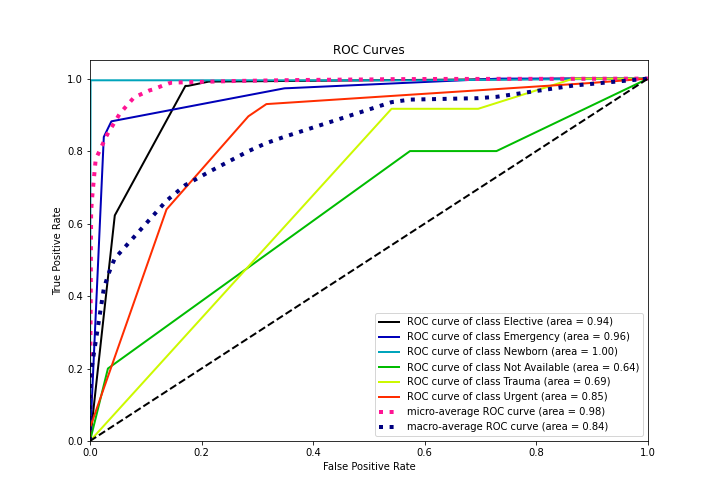 ROC Curves
True Positive Rate
1.0
0.8
0.6
0.4
0.2
0.0
ROC curve of class Elective (area = 0.94)
ROC curve of class Emergency (area = 0.96)
ROC curve of class Newborn (area = 1.00)
ROC curve of class Not Available (area = 0.64)
ROC curve of class Trauma (area = 0.69)
ROC curve of class Urgent (area = 0.85)
micro-average ROC curve (area = 0.98)
macro-average ROC curve (area = 0.84)
0.0 0.2 0.4 0.6 0.8 1.0
False Positive Rate